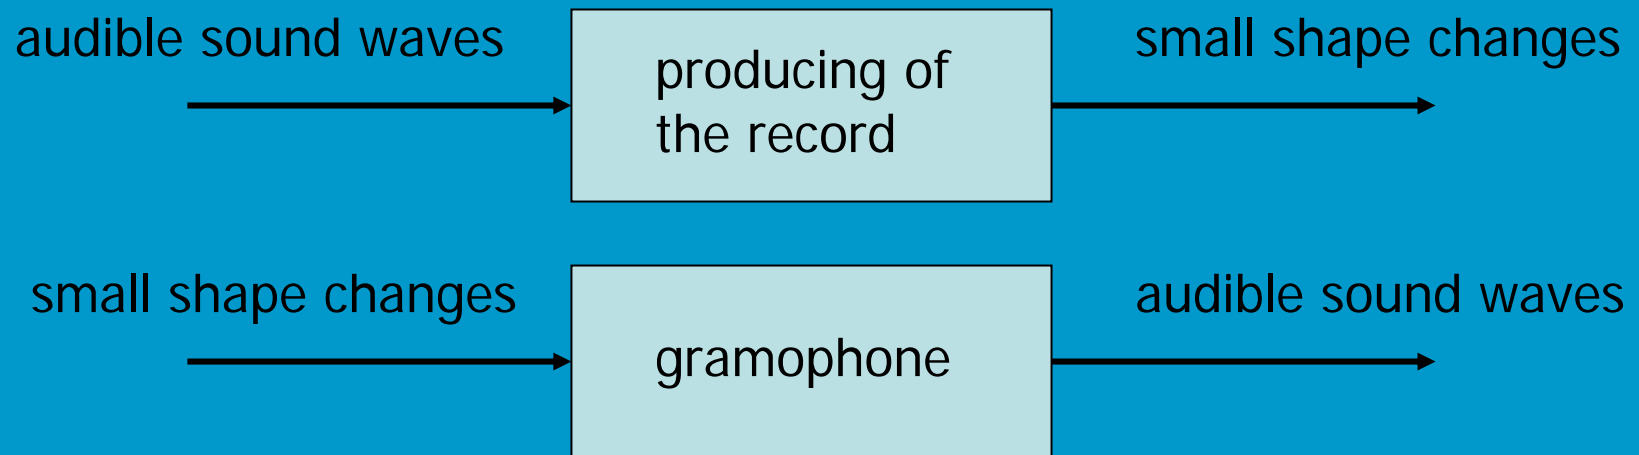 audible sound waves
producing of
the record
small shape changes
small shape changes
gramophone
audible sound waves